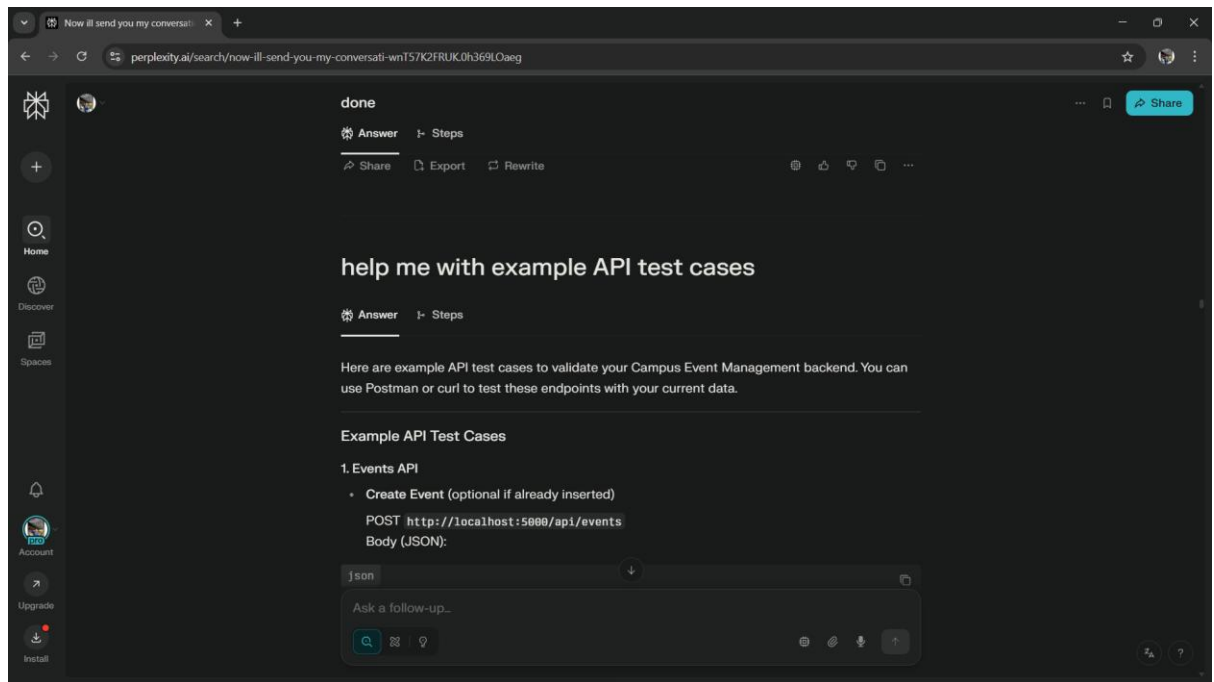 Now ill send you my conversati
perplexity.ai/search/now-ill-send-you-my-conversati-wnT57K2FRUK.0h369LOaeg
done
Share
Answer
Steps
Share
Export
Rewrite
Home
help me with example API test cases
Discover
Answer
Steps
Spaces
Here are example API test cases to validate your Campus Event Management backend. You can
use Postman or curl to test these endpoints with your current data.
Example API Test Cases
1. Events API
• Create Event (optional if already inserted)
POST http://localhost:5000/api/events
Body (JSON):
pro
Account
json
Upgrade
Ask a follow-up...
Install